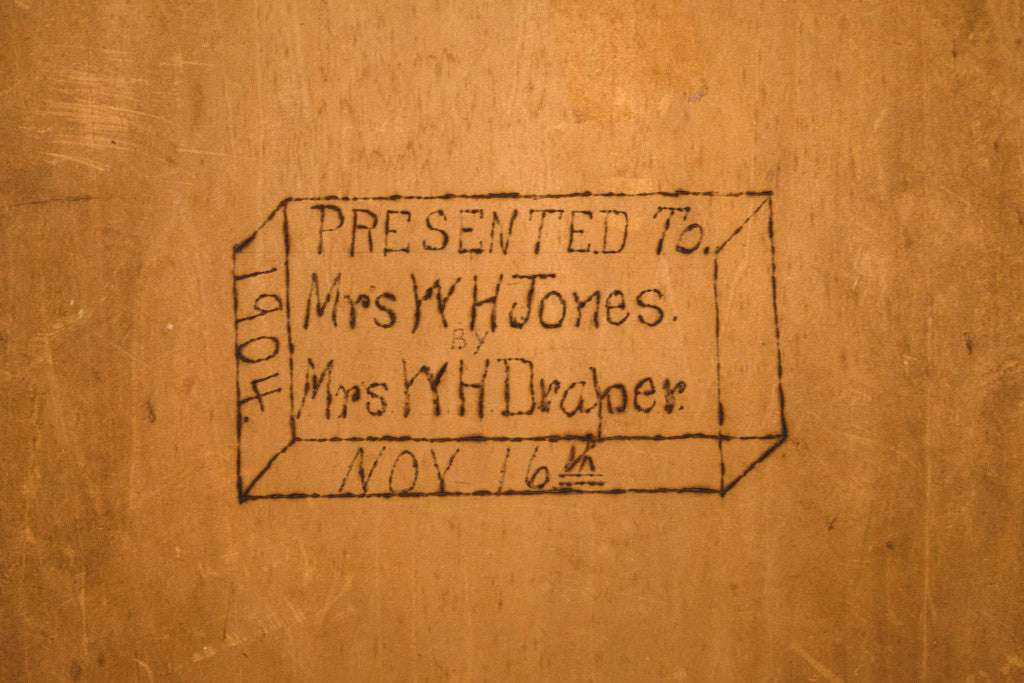 PRESENTED To.
Mrs W H Jones.
By
Mrs W.H Draper.
NOV 16th
1904.